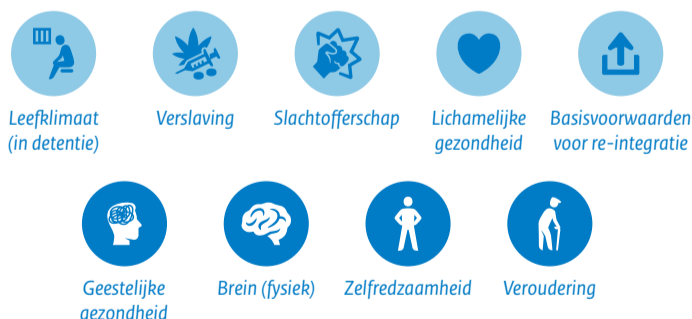 Leefklimaat
(in detentie)
Verslaving
Slachtofferschap
Lichamelijke
gezondheid
Basisvoorwaarden
voor re-integratie
Geestelijke
gezondheid
Brein (fysiek)
Zelfredzaamheid
Veroudering